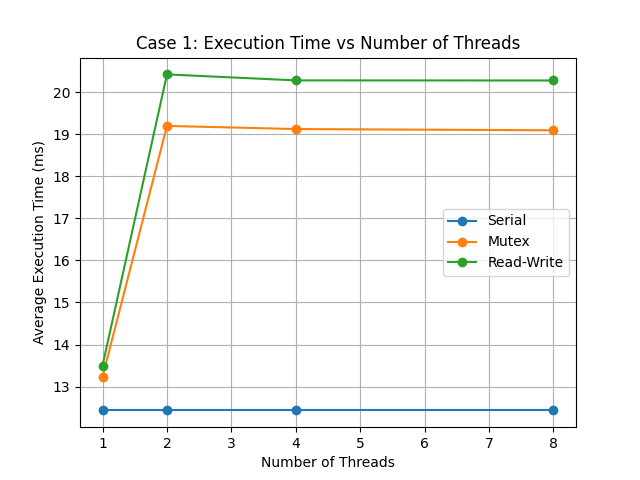 Case 1: Execution Time vs Number of Threads
Average Execution Time (ms)
20
19
18
17
16
15
14
13
Serial
Mutex
Read-Write
1 2 3 4 5 6 7 8
Number of Threads